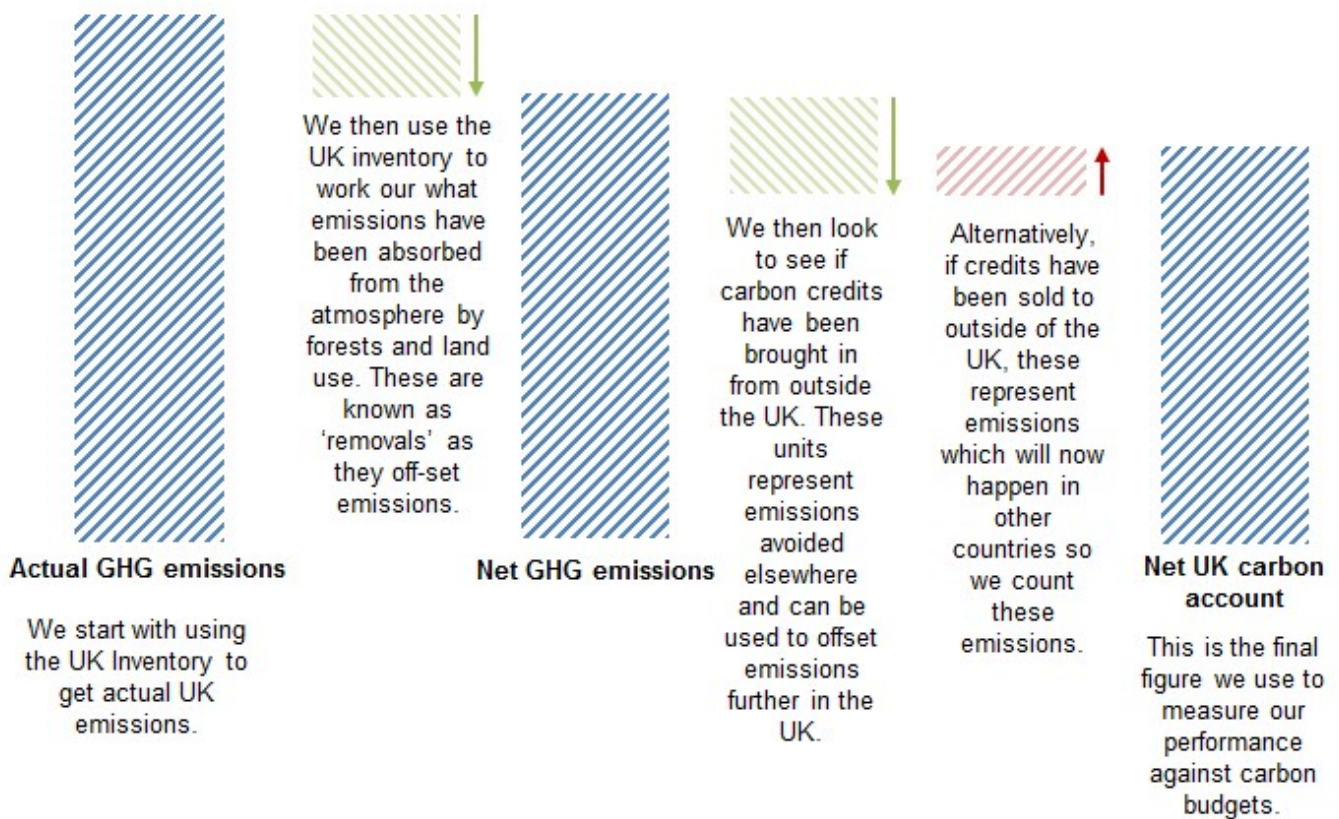 Actual GHG emissions
We start with using
the UK Inventory to
get actual UK
emissions.
We then use the
UK inventory to
work our what
emissions have
been absorbed
from the
atmosphere by
forests and land
use. These are
known as
‘removals’ as
they off-set
emissions.
Net GHG emissions
We then look
to see if
carbon credits
have been
brought in
from outside
the UK. These
units
represent
emissions
avoided
elsewhere
and can be
used to offset
emissions
further in the
UK.
Alternatively,
if credits have
been sold to
outside of the
UK, these
represent
emissions
which will now
happen in
other
countries so
we count
these
emissions.
Net UK carbon
account
This is the final
figure we use to
measure our
performance
against carbon
budgets.